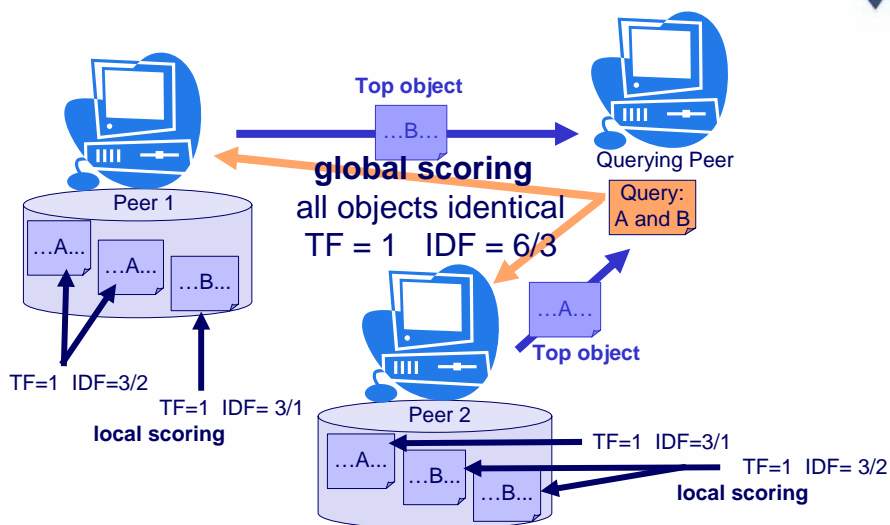 Top object
…B…
Querying Peer
global scoring
all objects identical
TF = 1 IDF = 6/3
Query:
A and B
Peer 1
…A...
…A...
…B...
TF=1 IDF=3/2
TF=1 IDF= 3/1
local scoring
…A…
Top object
Peer 2
…A...
…B...
…B...
TF=1 IDF=3/1
TF=1 IDF= 3/2
local scoring